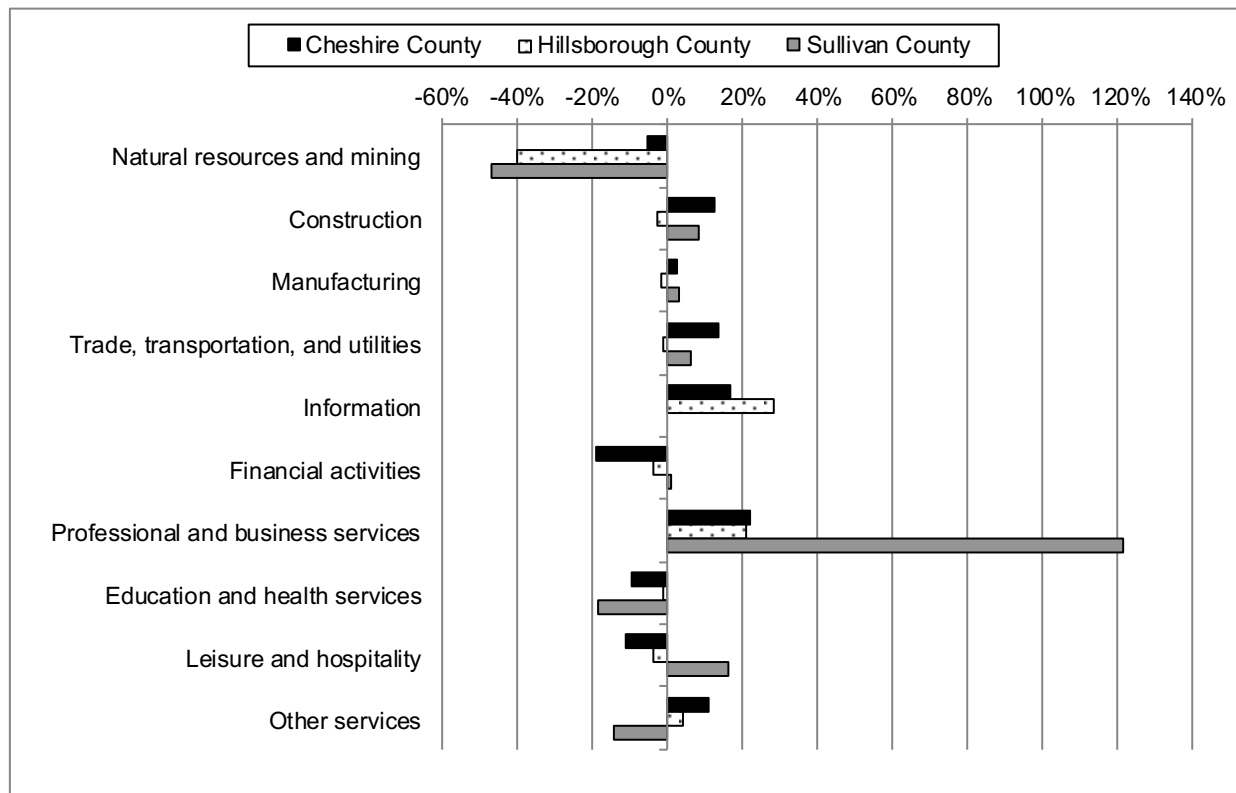 Cheshire County Hillsborough County Sullivan County
-60% -40% -20% 0% 20% 40% 60% 80% 100% 120% 140%
Natural resources and mining
Construction
Manufacturing
Trade, transportation, and utilities
Information
Financial activities
Professional and business services
Education and health services
Leisure and hospitality
Other services